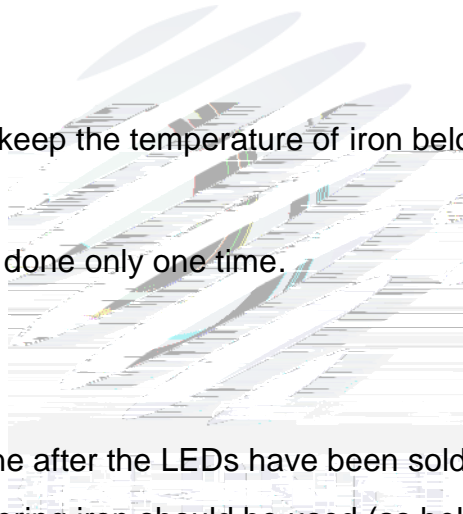 keep the temperature of iron belo
done only one time.
ne after the LEDs have been sold
ring iron should be used (as bel